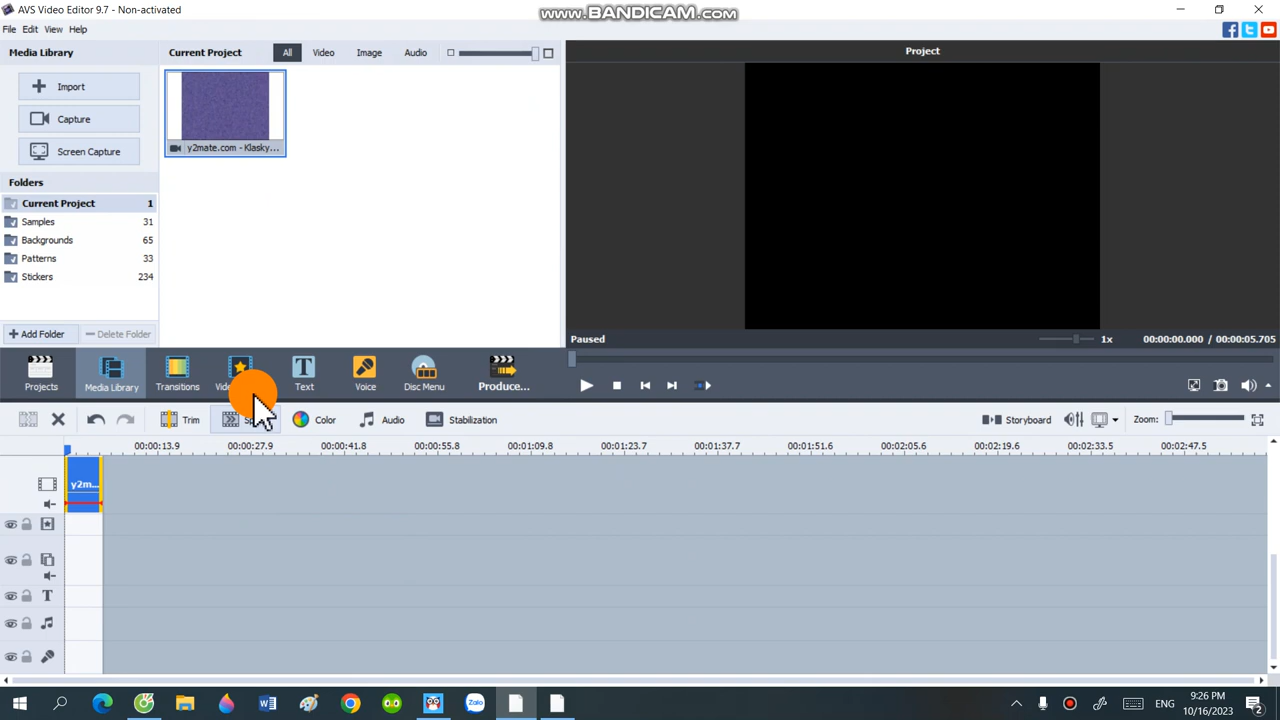 AVS Video Editor 9.7 - Non-activated
www.BANDICAM.com
File Edit View Help
Media Library
Current Project All Video Image Audio
Project
Import
Capture
Screen Capture
y2mate.com - Klasky...
Folders
Current Project 1
Samples 31
Backgrounds 65
Patterns 33
Stickers 234
Add Folder Delete Folder
Paused 1x 00:00:00.000 / 00:00:05.705
Projects Media Library Transitions Text Voice Disc Menu Produce...
Trim Color Audio Stabilization Storyboard Zoom:
00:00:13.9 00:00:27.9 00:00:41.8 00:00:55.8 00:01:09.8 00:01:23.7 00:01:37.7 00:01:51.6 00:02:05.6 00:02:19.6 00:02:33.5 00:02:47.5
y2m...
T
Zalo
ENG
9:26 PM
10/16/2023
2